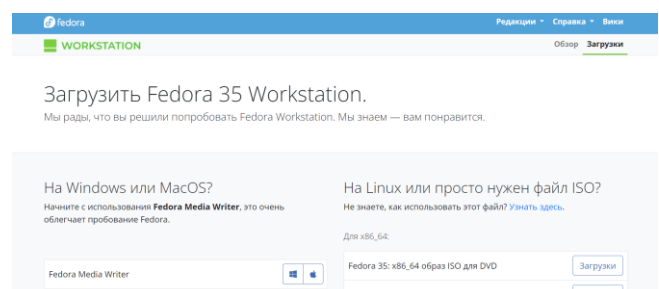 fedora
Редакции Справка Вики
WORKSTATION
Обзор Загрузки
Загрузить Fedora 35 Workstation.
Мы рады, что вы решили попробовать Fedora Workstation. Мы знаем — вам понравится.
На Windows или MacOS?
Начните с использования Fedora Media Writer, это очень
облегчает пробование Fedora.
Fedora Media Writer
На Linux или просто нужен файл ISO?
Не знаете, как использовать этот файл? Узнать здесь.
Для x86_64:
Fedora 35: x86_64 образ ISO для DVD
Загрузки